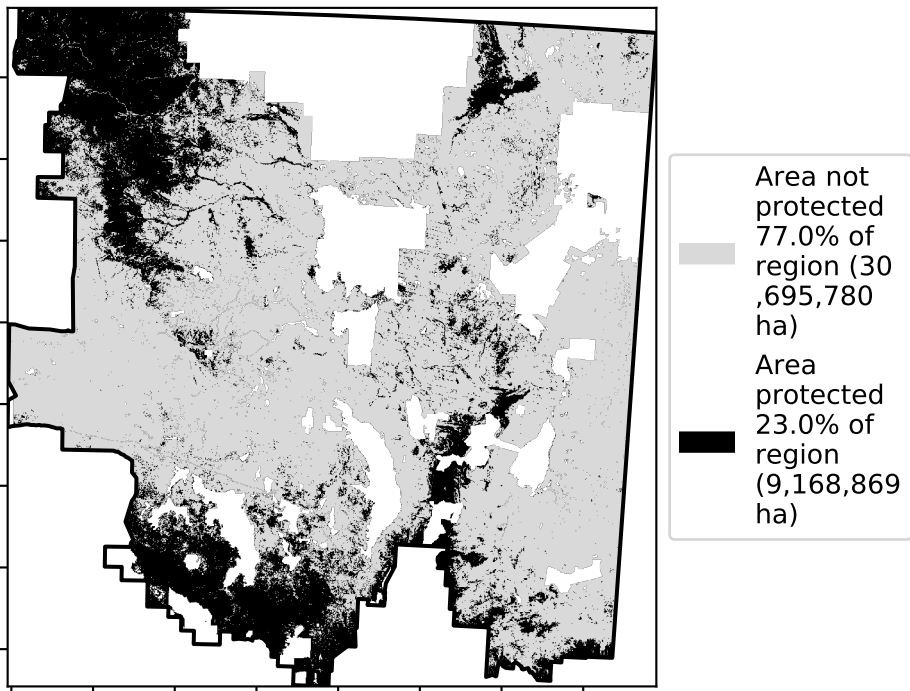 Area not
protected
77.0% of
region (30
,695,780
ha)
Area
protected
23.0% of
region
(9,168,869
ha)